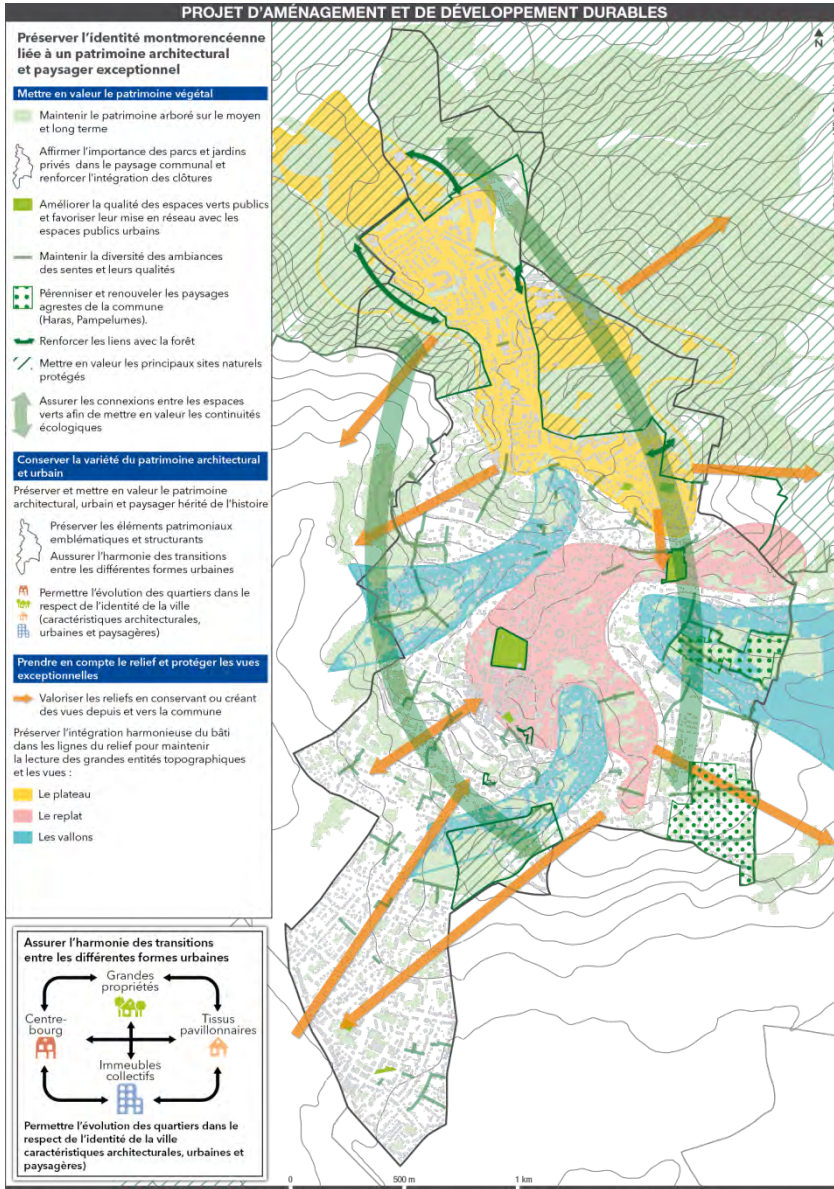 PROJET D'AMÉNAGEMENT ET DE DÉVELOPPEMENT DURABLES
Préserver l'identité montmorencéenne
liée à un patrimoine architectural
et paysager exceptionnel
Mettre en valeur le patrimoine végétal
Maintenir le patrimoine arboré sur le moyen
et long terme
Affirmer l'importance des parcs et jardins
privés dans le paysage communal et
renforcer l'intégration des clôtures
Améliorer la qualité des espaces verts publics
et favoriser leur mise en réseau avec les
espaces publics urbains
Maintenir la diversité des ambiances
des sentes et leurs qualités
Pérenniser et renouveler les paysages
agrestes de la commune
(Haras, Pampelumes).
Renforcer les liens avec la forêt
Mettre en valeur les principaux sites naturels
protégés
Assurer les connexions entre les espaces
verts afin de mettre en valeur les continuités
écologiques
Conserver la variété du patrimoine architectural
et urbain
Préserver et mettre en valeur le patrimoine
architectural, urbain et paysager hérité de l'histoire
Préserver les éléments patrimoniaux
emblématiques et structurants
Aussurer l'harmonie des transitions
entre les différentes formes urbaines
Permettre l'évolution des quartiers dans le
respect de l'identité de la ville
(caractéristiques architecturales,
urbaines et paysagères)
Prendre en compte le relief et protéger les vues
exceptionnelles
Valoriser les reliefs en conservant ou créant
des vues depuis et vers la commune
Préserver l'intégration harmonieuse du bâti
dans les lignes du relief pour maintenir
la lecture des grandes entités topographiques
et les vues :
Le plateau
Le replat
Les vallons
N
Assurer l'harmonie des transitions
entre les différentes formes urbaines
Grandes
propriétés
Centre-
bourg
Tissus
pavillonnaires
Immeubles
collectifs
Permettre l'évolution des quartiers dans le
respect de l'identité de la ville
caractéristiques architecturales, urbaines et
paysagères)
0 500 m 1 km